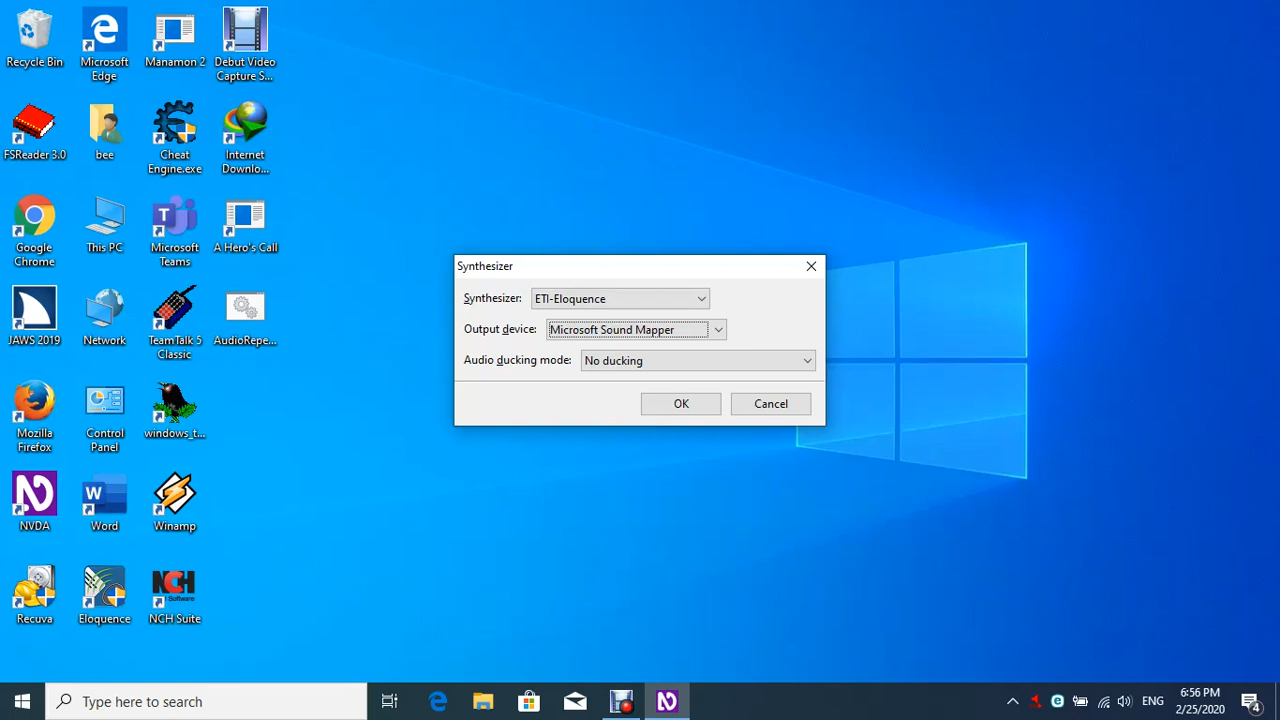 Recycle Bin
Microsoft
Edge
Manamon 2
Debut Video
Capture S...
FSReader 3.0
bee
Cheat
Engine.exe
Internet
Downlo...
Google
Chrome
This PC
Microsoft
Teams
A Hero's Call
JAWS 2019
Network
TeamTalk 5
Classic
AudioRepe...
Mozilla
Firefox
Control
Panel
windows_t...
NVDA
Word
Winamp
Recuva
Eloquence
NCH Suite
NCH
Software
Synthesizer
Synthesizer: ETI-Eloquence
Output device: Microsoft Sound Mapper
Audio ducking mode: No ducking
OK Cancel
Type here to search
ENG
6:56 PM
2/25/2020
4